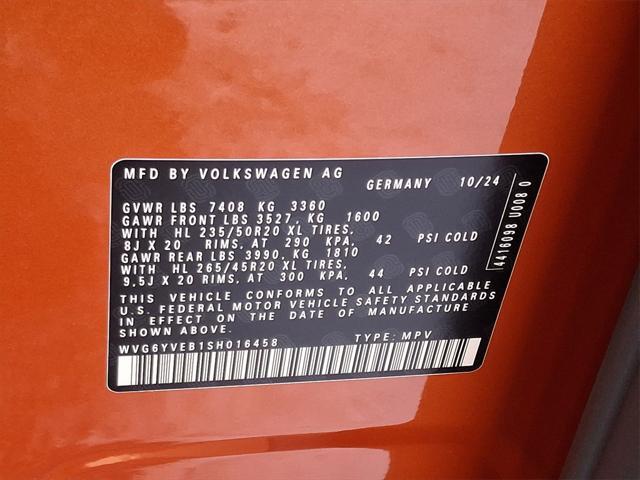 MFD BY VOLKSWAGEN AG
GERMANY 10/24
GVWR LBS 7408 KG 3360
GAWR FRONT LBS 3527, KG 1600
WITH HL 235/50R20 XL TIRES,
8J X 20 RIMS, AT 290 KPA, 42 PSI COLD
GAWR REAR LBS 3990, KG 1810
WITH HL 265/45R20 XL TIRES,
9.5J X 20 RIMS, AT 300 KPA, 44 PSI COLD
THIS VEHICLE CONFORMS TO ALL APPLICABLE
U.S. FEDERAL MOTOR VEHICLE SAFETY STANDARDS
IN EFFECT ON THE DATE OF MANUFACTURE
SHOWN ABOVE.
WVG6YVEB1SH016458 TYPE: MPV
4416098 U008 0